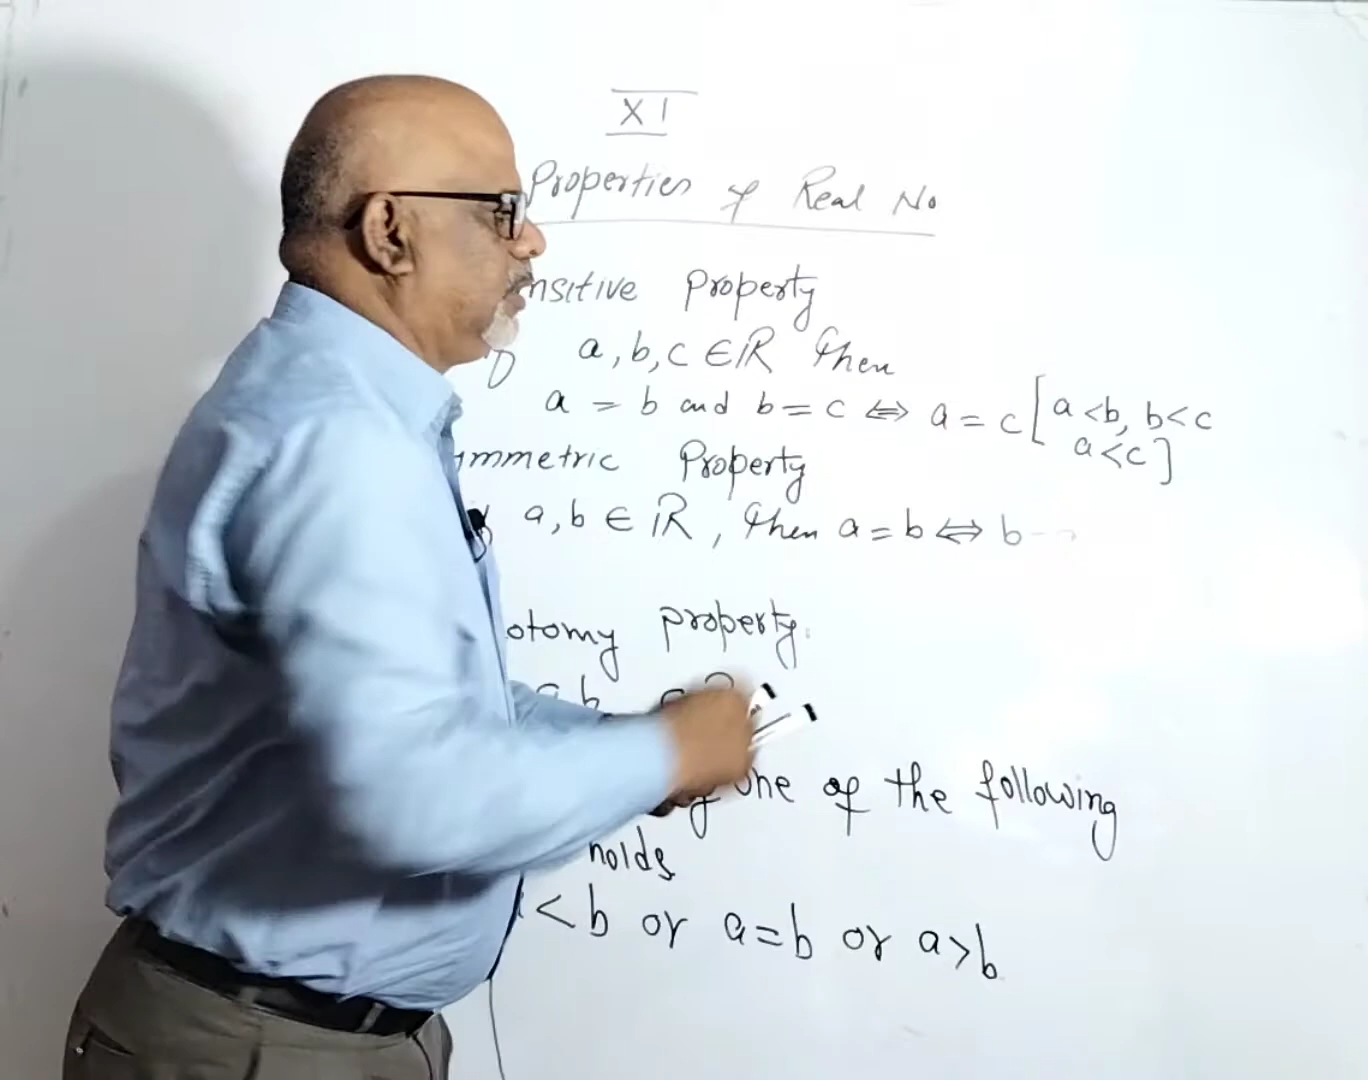 XI
Properties of Real No
nsitive Property
a, b, c ∈ ℝ then
a = b and b = c ⇔ a = c [a < b, b < c
a < c]
mmetric Property
a, b ∈ ℝ, then a = b ⇔ b =
otomy property.
a, b
one of the following
holds
< b or a = b or a > b